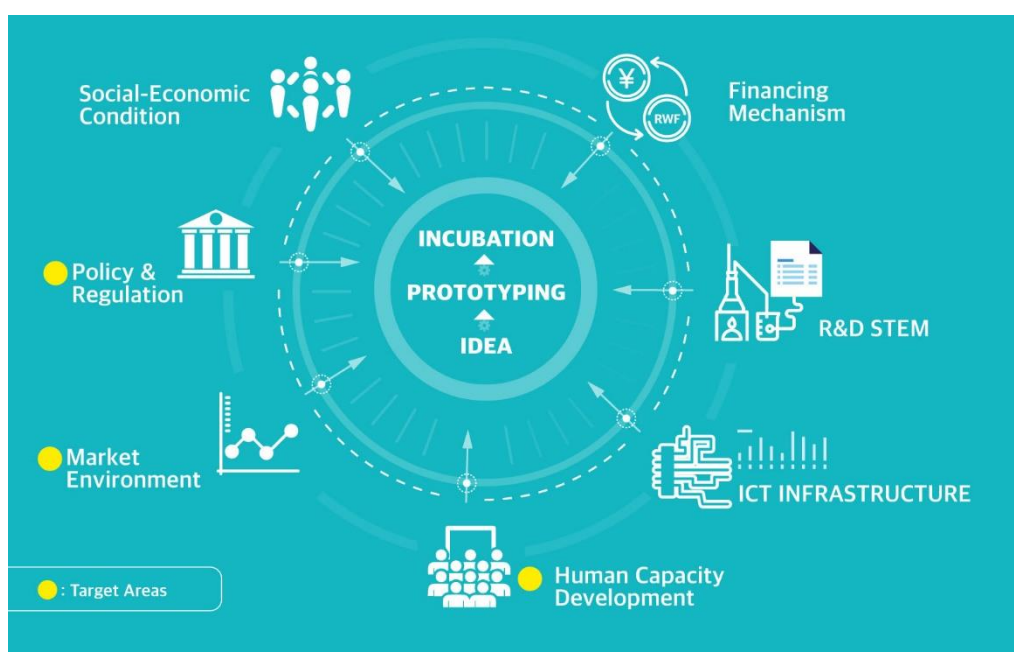 Social-Economic
Condition
¥
RWF
Financing
Mechanism
Policy &
Regulation
INCUBATION
PROTOTYPING
IDEA
R&D STEM
Market
Environment
ICT INFRASTRUCTURE
Human Capacity
Development
: Target Areas